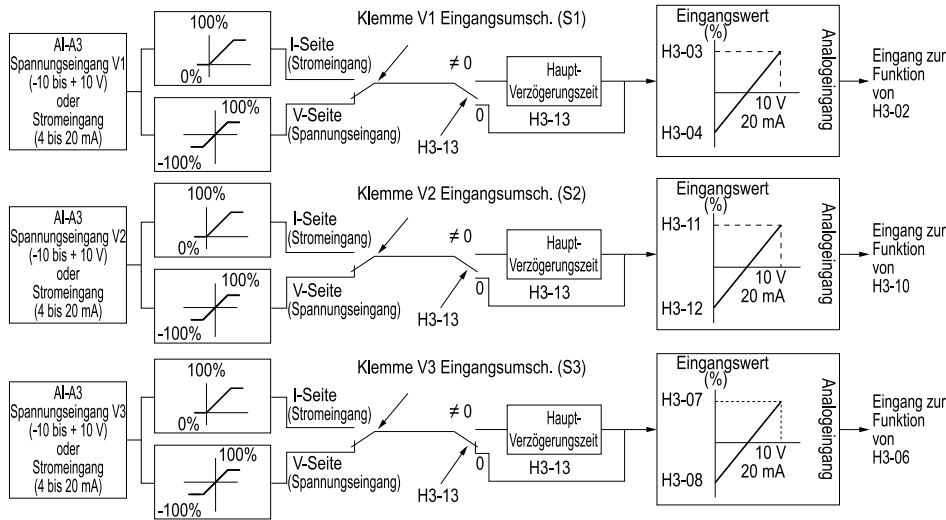 AI-A3
Spannungseingang V1
(-10 bis + 10 V)
oder
Stromeingang
(4 bis 20 mA)
100%
0%
100%
-100%
I-Seite
(Stromeingang)
V-Seite
(Spannungseingang)
Klemme V1 Eingangsumsch. (S1)
≠ 0
0
H3-13
Haupt-
Verzögerungszeit
H3-13
Eingangswert
(%)
H3-03
H3-04
10 V
20 mA
Analogeingang
Eingang zur
Funktion
von
H3-02
AI-A3
Spannungseingang V2
(-10 bis + 10 V)
oder
Stromeingang
(4 bis 20 mA)
100%
0%
100%
-100%
I-Seite
(Stromeingang)
V-Seite
(Spannungseingang)
Klemme V2 Eingangsumsch. (S2)
≠ 0
0
H3-13
Haupt-
Verzögerungszeit
H3-13
Eingangswert
(%)
H3-11
H3-12
10 V
20 mA
Analogeingang
Eingang zur
Funktion
von
H3-10
AI-A3
Spannungseingang V3
(-10 bis + 10 V)
oder
Stromeingang
(4 bis 20 mA)
100%
0%
100%
-100%
I-Seite
(Stromeingang)
V-Seite
(Spannungseingang)
Klemme V3 Eingangsumsch. (S3)
≠ 0
0
H3-13
Haupt-
Verzögerungszeit
H3-13
Eingangswert
(%)
H3-07
H3-08
10 V
20 mA
Analogeingang
Eingang zur
Funktion
von
H3-06